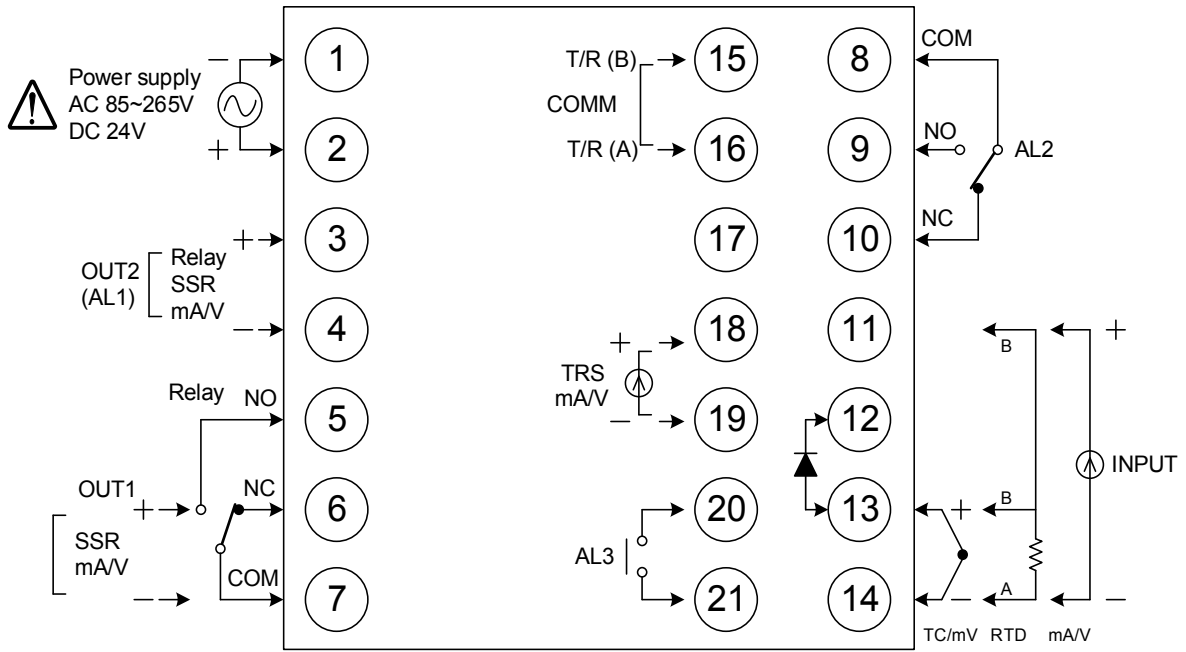 Power supply
AC 85~265V
DC 24V
−
+
1
2
+
OUT2
(AL1)
Relay
SSR
mA/V
−
3
4
Relay
NO
5
OUT1
+
NC
6
SSR
mA/V
−
COM
7
T/R (B)
COMM
T/R (A)
15
16
17
+
TRS
mA/V
−
18
19
AL3
20
21
8
COM
9
NO
AL2
10
NC
11
12
13
14
B
+
INPUT
+
B
−
A
−
TC/mV
RTD
mA/V